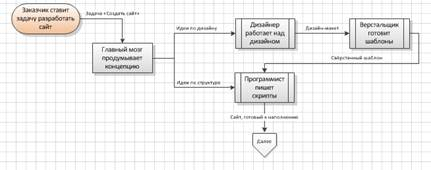 Заказчик ставит
задачу разработать
сайт
Задача «Создать сайт»
Главный мозг
продумывает
концепцию
Идеи по дизайну
Дизайнер
работает над
дизайном
Дизайн-макет
Верстальщик
готовит
шаблоны
Свёрстанный шаблон
Идеи по структуре
Программист
пишет
скрипты
Сайт, готовый к наполнению
Далее